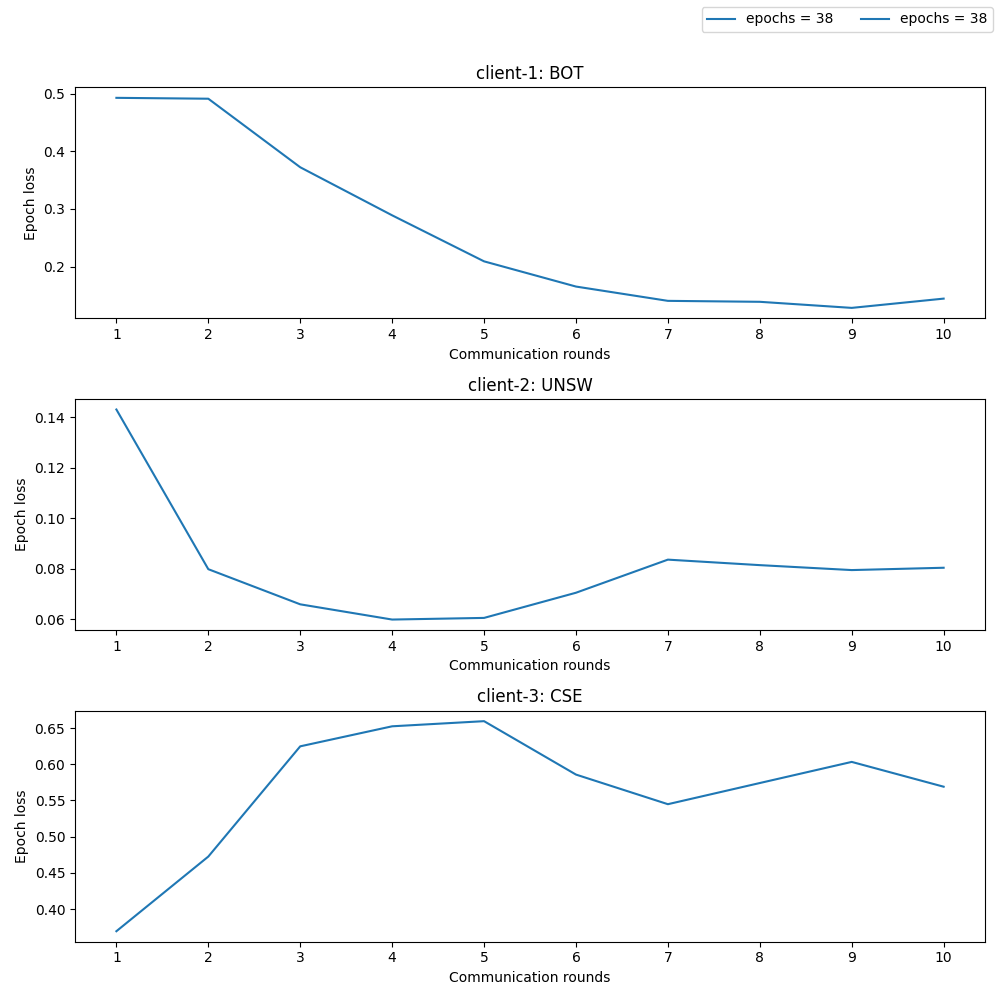 epochs = 38 epochs = 38
client-1: BOT
0.5
0.4
0.3
0.2
Epoch loss
1 2 3 4 5 6 7 8 9 10
Communication rounds
client-2: UNSW
0.14
0.12
0.10
0.08
0.06
Epoch loss
1 2 3 4 5 6 7 8 9 10
Communication rounds
client-3: CSE
0.65
0.60
0.55
0.50
0.45
0.40
Epoch loss
1 2 3 4 5 6 7 8 9 10
Communication rounds